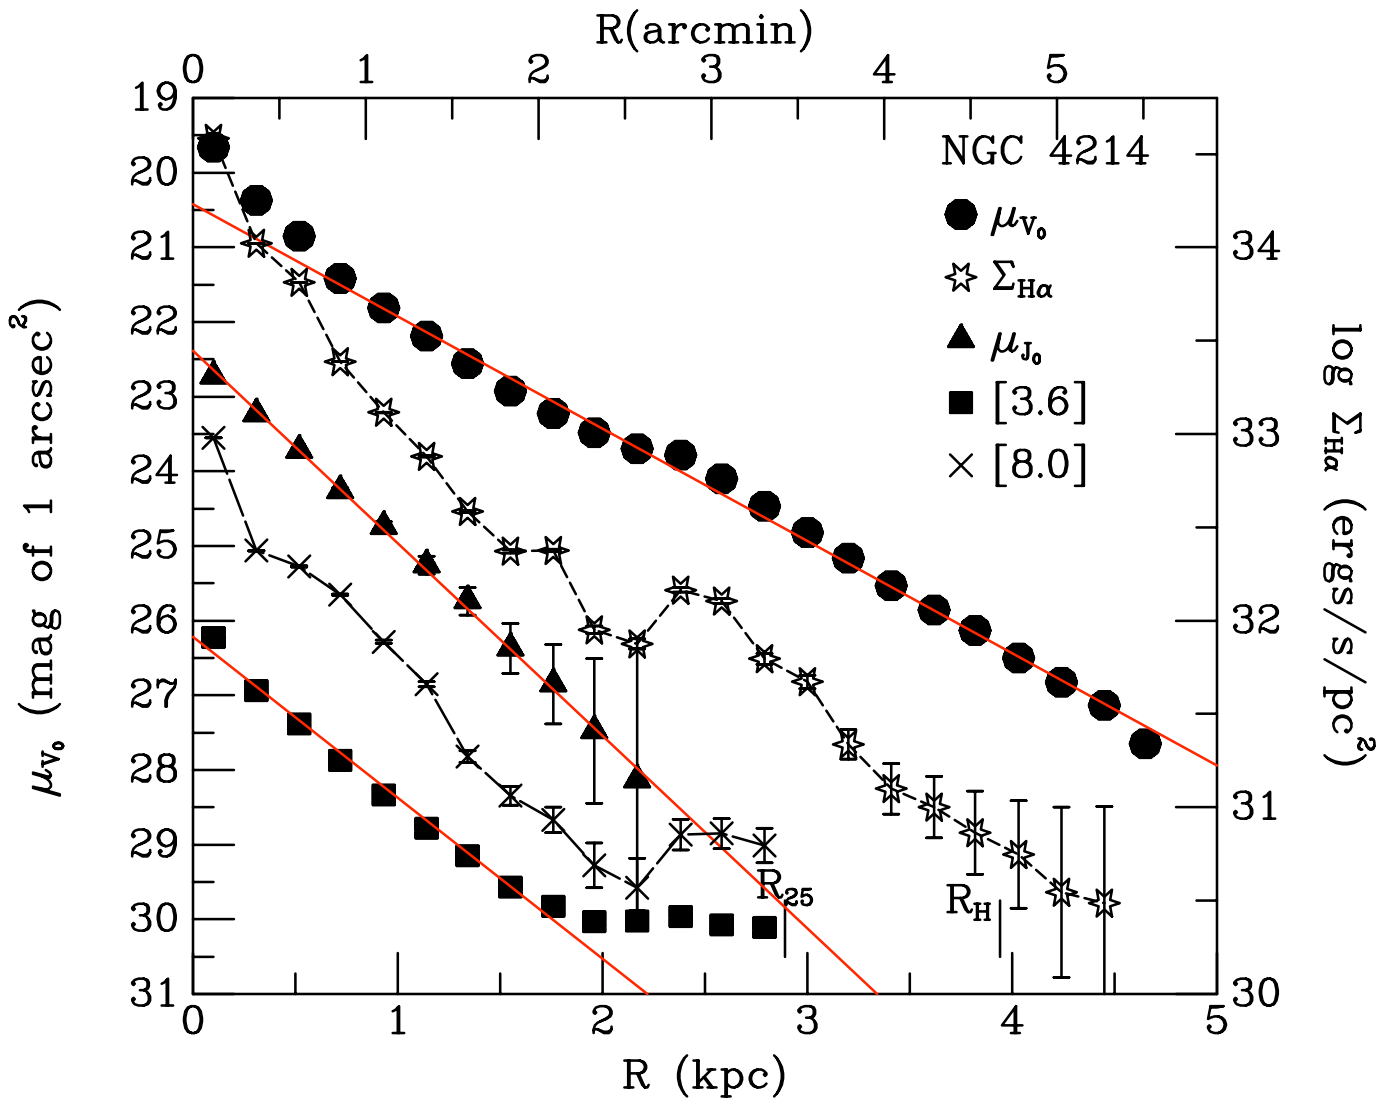 R(arcmin)
0 1 2 3 4 5
19
20
21
22
23
24
25
26
27
28
29
30
31
μV₀ (mag of 1 arcsec²)
NGC 4214
μV₀
ΣHα
μJ₀
[3.6]
[8.0]
R25
RH
34
33
32
31
30
log ΣHα (ergs/s/pc²)
0 1 2 3 4 5
R (kpc)